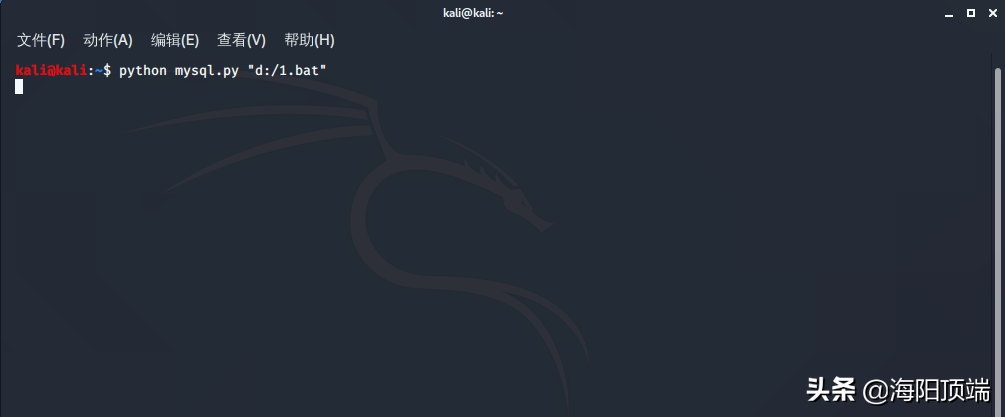 kali@kali: ~
文件(F) 动作(A) 编辑(E) 查看(V) 帮助(H)
kali@kali:~$ python mysql.py "d:/1.bat"
头条 @海阳顶端